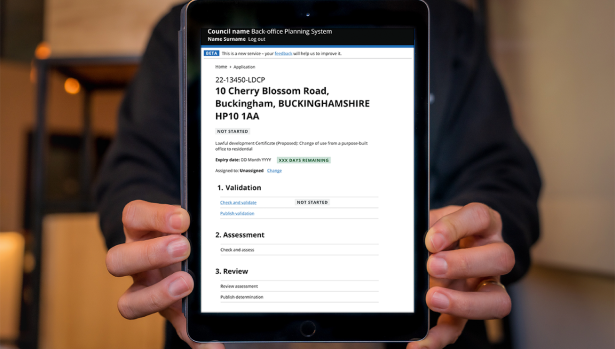 Council name Back-office Planning System
Name Surname Log out
BETA This is a new service – your feedback will help us to improve it.
Home > Application
22-13450-LDCP
10 Cherry Blossom Road,
Buckingham, BUCKINGHAMSHIRE
HP10 1AA
NOT STARTED
Lawful development Certificate (Proposed): Change of use from a purpose-built
office to residential
Expiry date: DD Month YYYY XXX DAYS REMAINING
Assigned to: Unassigned Change
1. Validation
Check and validate NOT STARTED
Publish validation
2. Assessment
Check and assess
3. Review
Review assessment
Publish determination